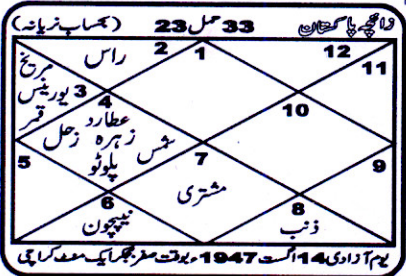 زائچہ پاکستان 33 حمل 23 (بحساب نریانہ)
12 1 2 راس
11 3 مریخ
یورینس
10 4 قمر
عطارد
زہرہ زحل
شمس پلوٹو
9 7 5
مشتری
8 6
ذنب نیپچون
یوم آزادی 14 اگست 1947ء بوقت صفر بجکر ایک منٹ کراچی